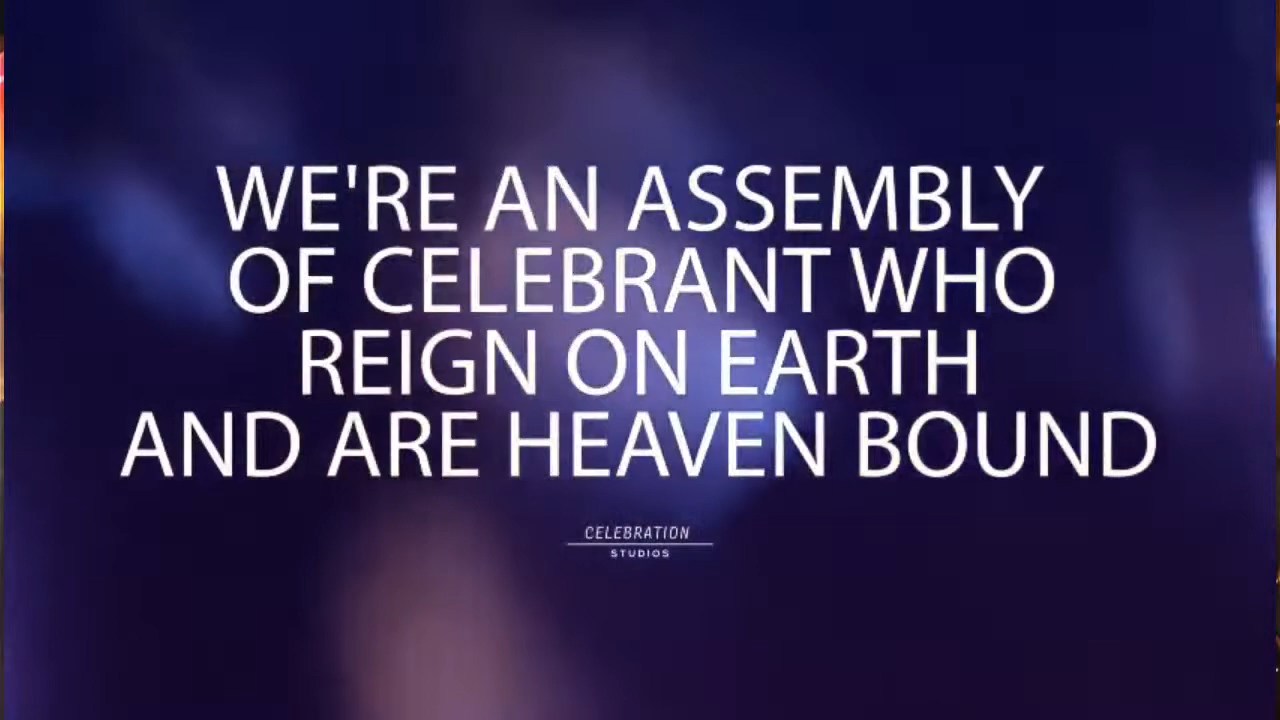 WE'RE AN ASSEMBLY
OF CELEBRANT WHO
REIGN ON EARTH
AND ARE HEAVEN BOUND
CELEBRATION
STUDIOS